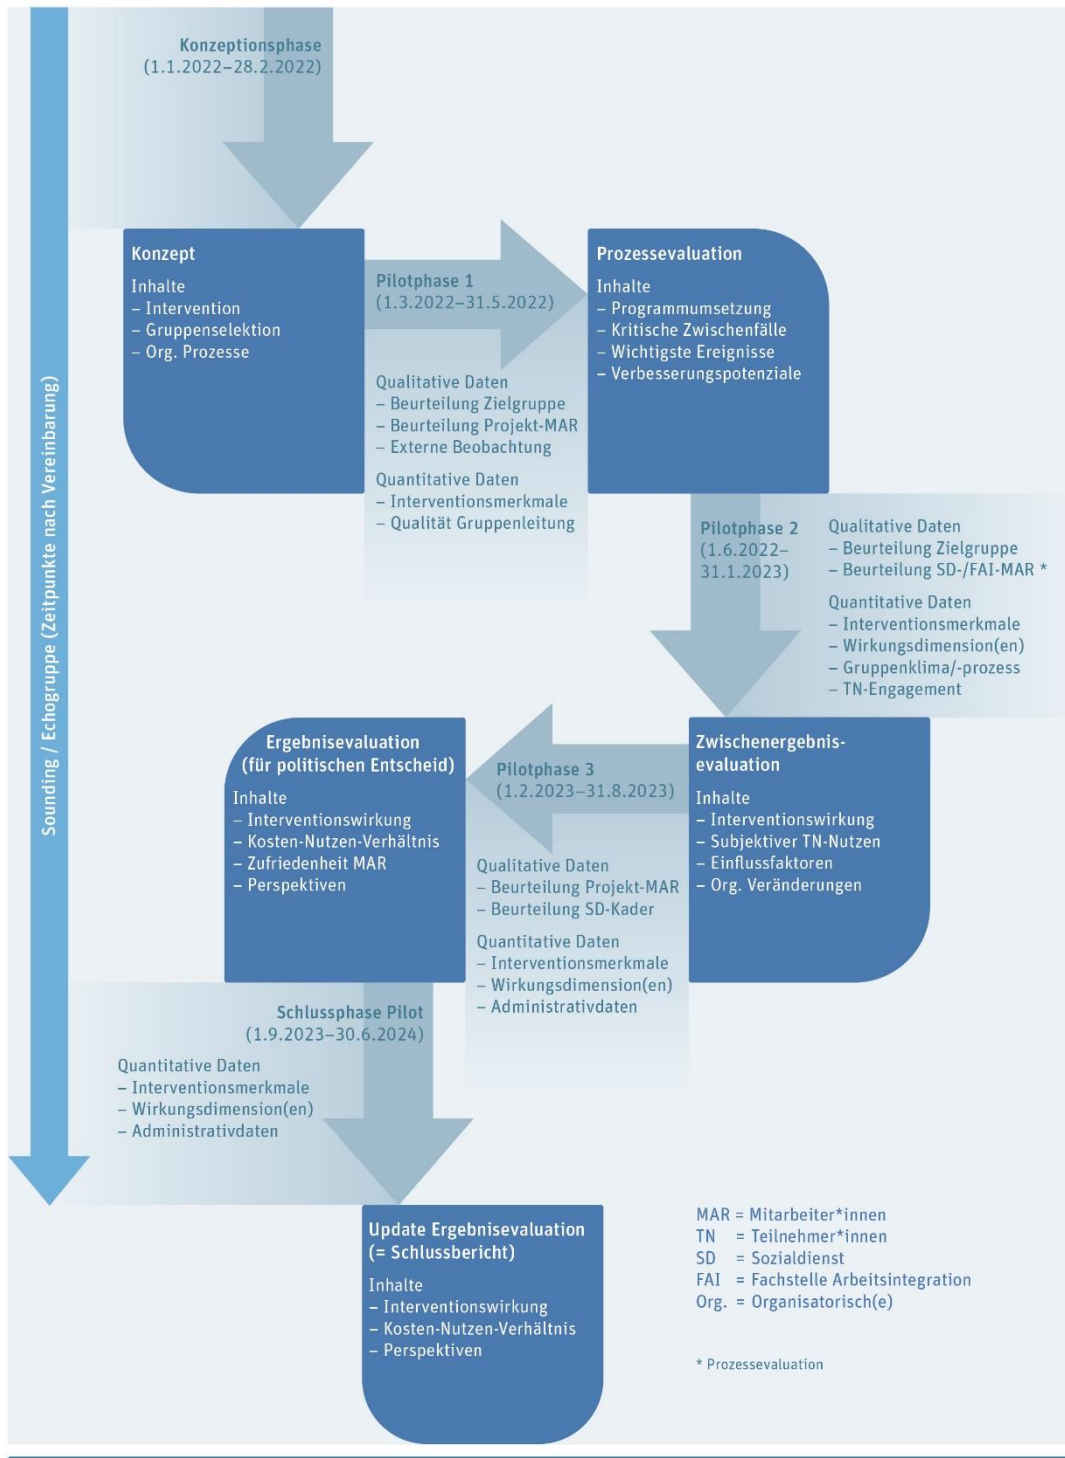 Sounding / Echogruppe (Zeitpunkte nach Vereinbarung)
Konzeptionsphase
(1.1.2022–28.2.2022)
Konzept
Inhalte
– Intervention
– Gruppenselektion
– Org. Prozesse
Pilotphase 1
(1.3.2022–31.5.2022)
Qualitative Daten
– Beurteilung Zielgruppe
– Beurteilung Projekt-MAR
– Externe Beobachtung
Quantitative Daten
– Interventionsmerkmale
– Qualität Gruppenleitung
Prozessevaluation
Inhalte
– Programmumsetzung
– Kritische Zwischenfälle
– Wichtigste Ereignisse
– Verbesserungspotenziale
Pilotphase 2
(1.6.2022–
31.1.2023)
Qualitative Daten
– Beurteilung Zielgruppe
– Beurteilung SD-/FAI-MAR *
Quantitative Daten
– Interventionsmerkmale
– Wirkungsdimension(en)
– Gruppenklima/-prozess
– TN-Engagement
Zwischenergebnis-
evaluation
Inhalte
– Interventionswirkung
– Subjektiver TN-Nutzen
– Einflussfaktoren
– Org. Veränderungen
Pilotphase 3
(1.2.2023–31.8.2023)
Qualitative Daten
– Beurteilung Projekt-MAR
– Beurteilung SD-Kader
Quantitative Daten
– Interventionsmerkmale
– Wirkungsdimension(en)
– Administrativdaten
Ergebnisevaluation
(für politischen Entscheid)
Inhalte
– Interventionswirkung
– Kosten-Nutzen-Verhältnis
– Zufriedenheit MAR
– Perspektiven
Schlussphase Pilot
(1.9.2023–30.6.2024)
Quantitative Daten
– Interventionsmerkmale
– Wirkungsdimension(en)
– Administrativdaten
Update Ergebnisevaluation
(= Schlussbericht)
Inhalte
– Interventionswirkung
– Kosten-Nutzen-Verhältnis
– Perspektiven
MAR = Mitarbeiter*innen
TN = Teilnehmer*innen
SD = Sozialdienst
FAI = Fachstelle Arbeitsintegration
Org. = Organisatorisch(e)
* Prozessevaluation